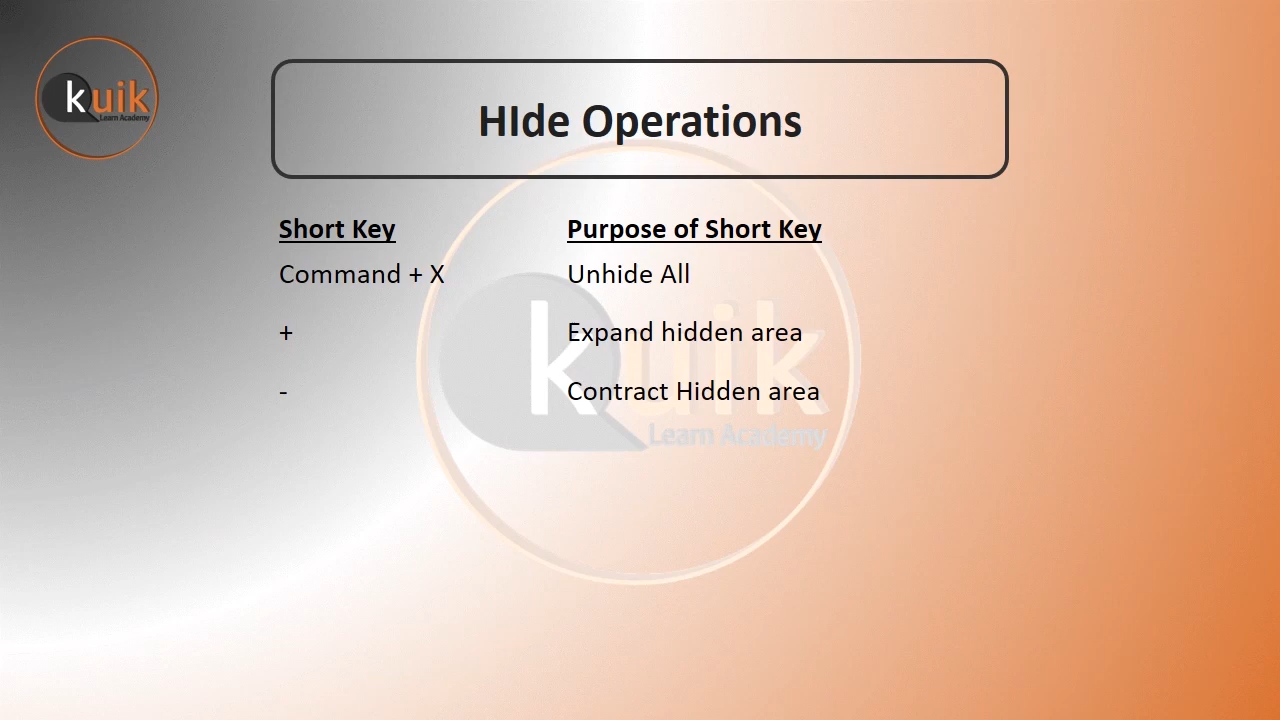 kuik
Learn Academy
HIde Operations
Short Key Purpose of Short Key
Command + X Unhide All
+ Expand hidden area
- Contract Hidden area
kuik
Learn Academy